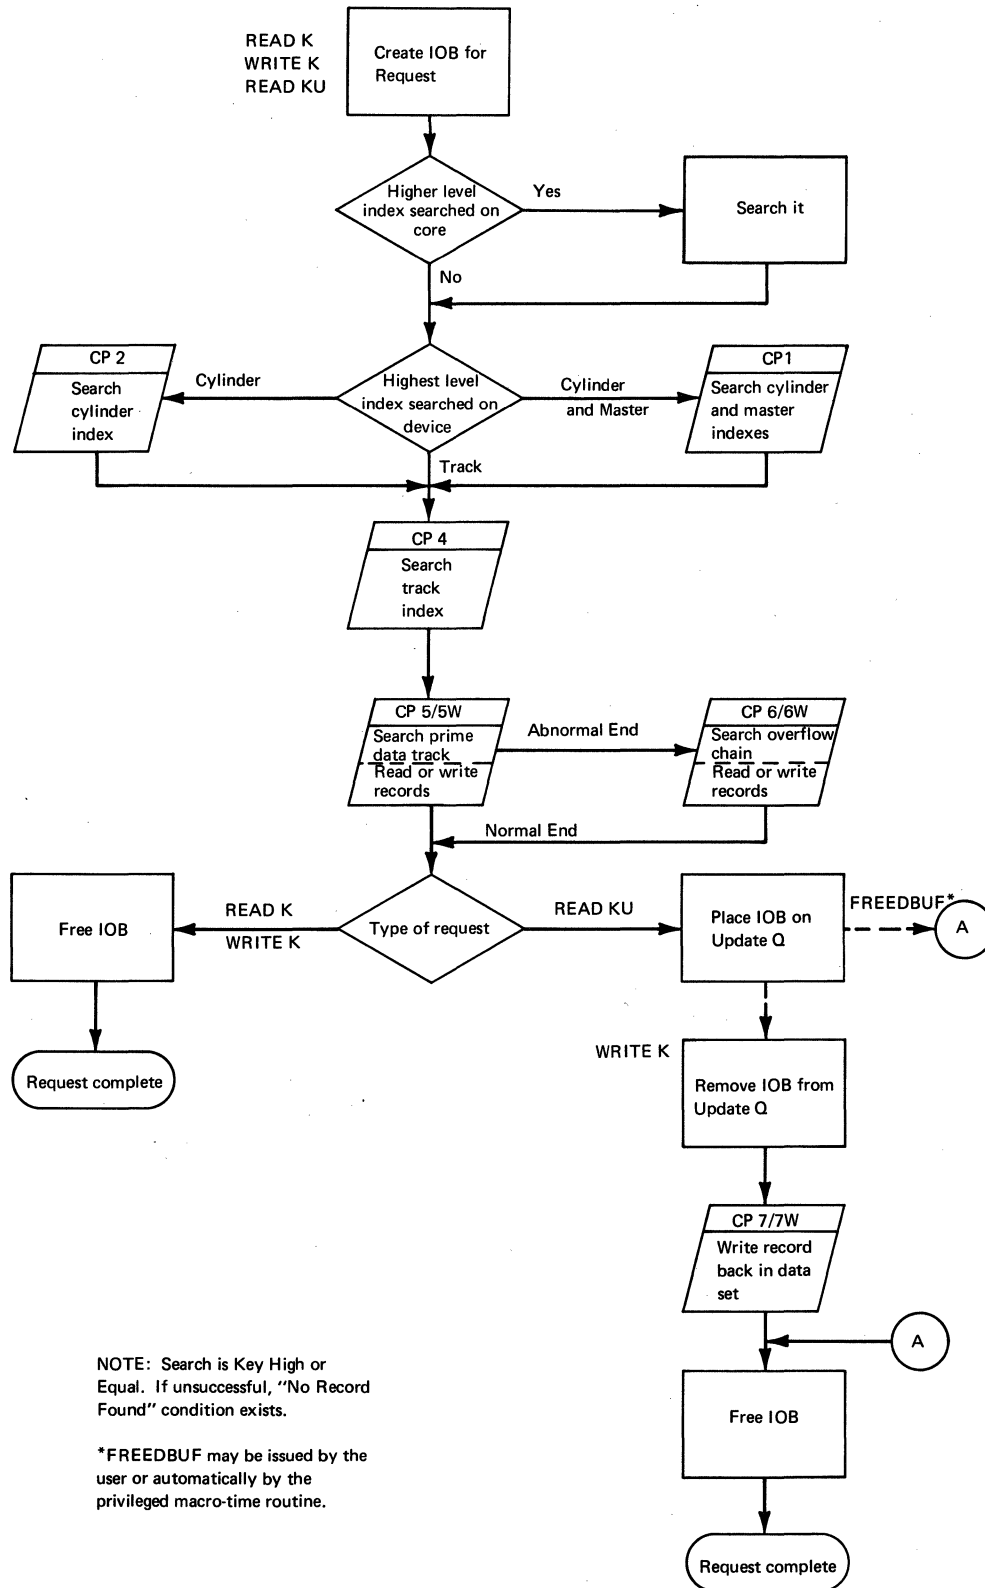 READ K
WRITE K
READ KU
Create IOB for
Request
Higher level
index searched on
core
Yes
Search it
No
CP 2
Search
cylinder
index
Cylinder
Highest level
index searched on
device
Cylinder
and Master
CP1
Search cylinder
and master
indexes
Track
CP 4
Search
track
index
CP 5/5W
Search prime
data track
Read or write
records
Abnormal End
CP 6/6W
Search overflow
chain
Read or write
records
Normal End
Free IOB
READ K
WRITE K
Type of request
READ KU
Place IOB on
Update Q
FREEDBUF*
A
Request complete
WRITE K
Remove IOB from
Update Q
CP 7/7W
Write record
back in data
set
A
NOTE: Search is Key High or
Equal. If unsuccessful, "No Record
Found" condition exists.
Free IOB
*FREEDBUF may be issued by the
user or automatically by the
privileged macro-time routine.
Request complete